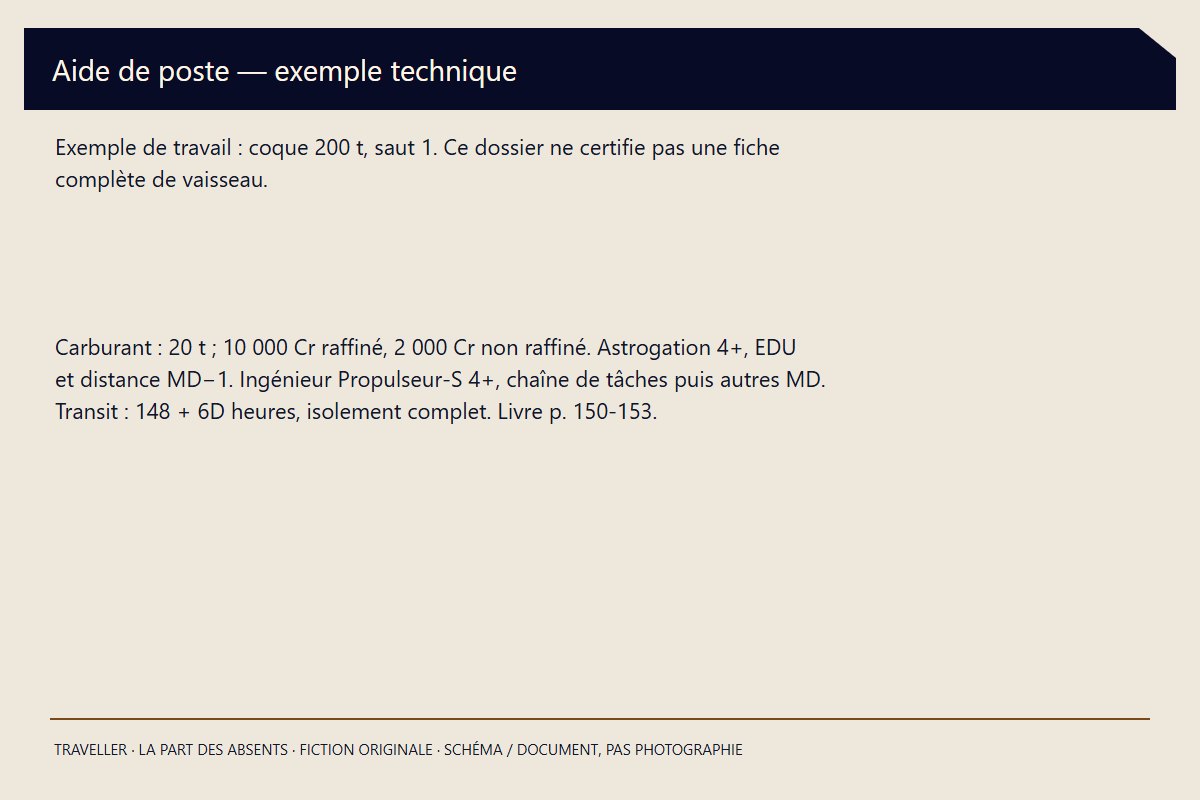 Aide de poste — exemple technique
Exemple de travail : coque 200 t, saut 1. Ce dossier ne certifie pas une fiche
complète de vaisseau.
Carburant : 20 t ; 10 000 Cr raffiné, 2 000 Cr non raffiné. Astrogation 4+, EDU
et distance MD−1. Ingénieur Propulseur-S 4+, chaîne de tâches puis autres MD.
Transit : 148 + 6D heures, isolement complet. Livre p. 150-153.
TRAVELLER · LA PART DES ABSENTS · FICTION ORIGINALE · SCHÉMA / DOCUMENT, PAS PHOTOGRAPHIE